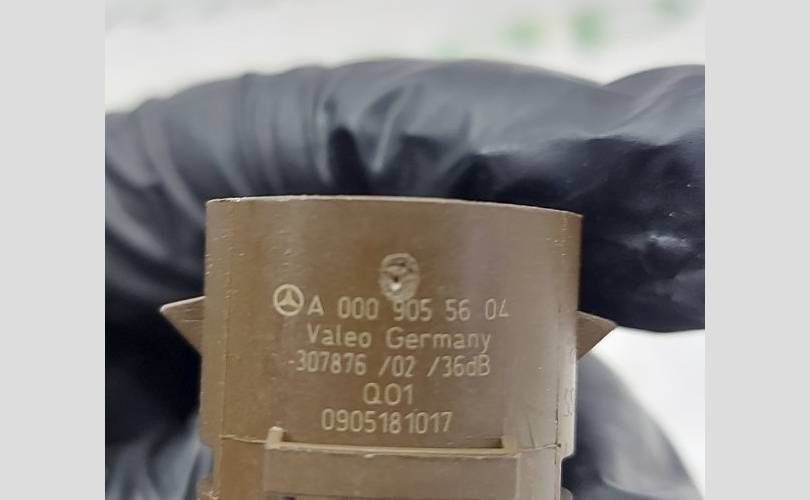 A 000 905 56 04
Valeo Germany
-307876 /02 /36dB
Q01
0905181017